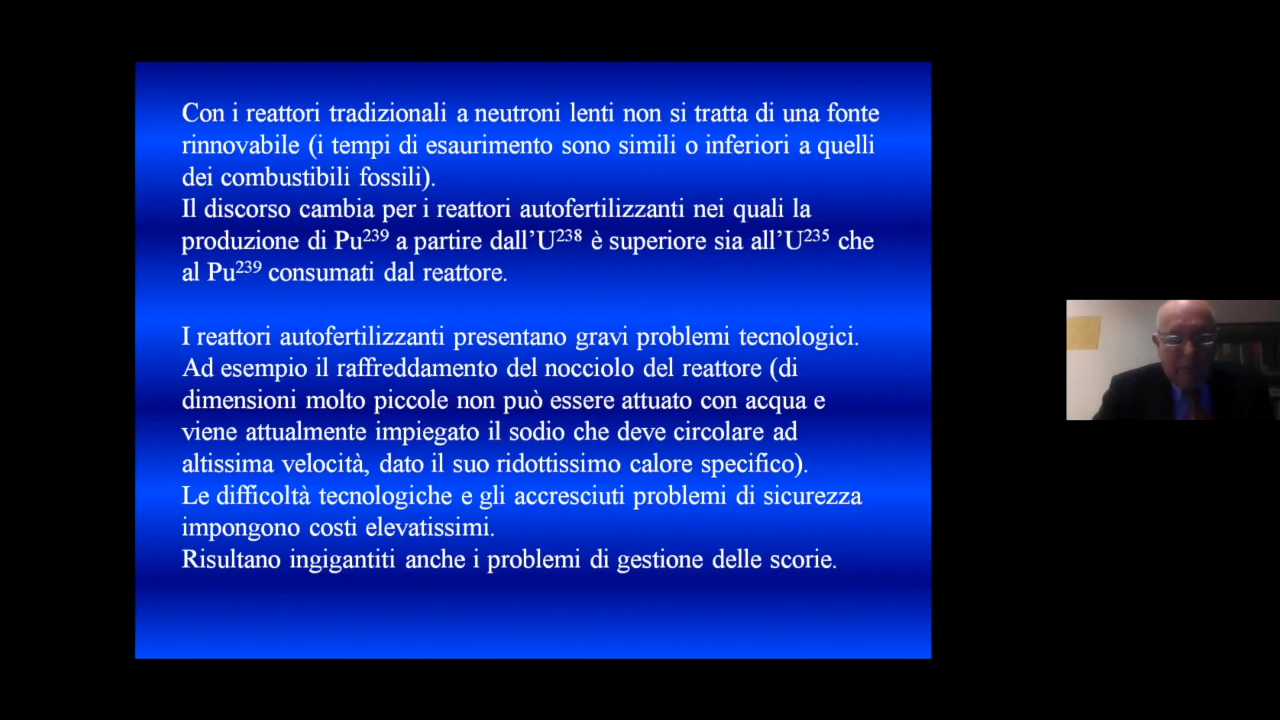 Con i reattori tradizionali a neutroni lenti non si tratta di una fonte
rinnovabile (i tempi di esaurimento sono simili o inferiori a quelli
dei combustibili fossili).
Il discorso cambia per i reattori autofertilizzanti nei quali la
produzione di Pu²³⁹ a partire dall’U²³⁸ è superiore sia all’U²³⁵ che
al Pu²³⁹ consumati dal reattore.
I reattori autofertilizzanti presentano gravi problemi tecnologici.
Ad esempio il raffreddamento del nocciolo del reattore (di
dimensioni molto piccole non può essere attuato con acqua e
viene attualmente impiegato il sodio che deve circolare ad
altissima velocità, dato il suo ridottissimo calore specifico).
Le difficoltà tecnologiche e gli accresciuti problemi di sicurezza
impongono costi elevatissimi.
Risultano ingigantiti anche i problemi di gestione delle scorie.